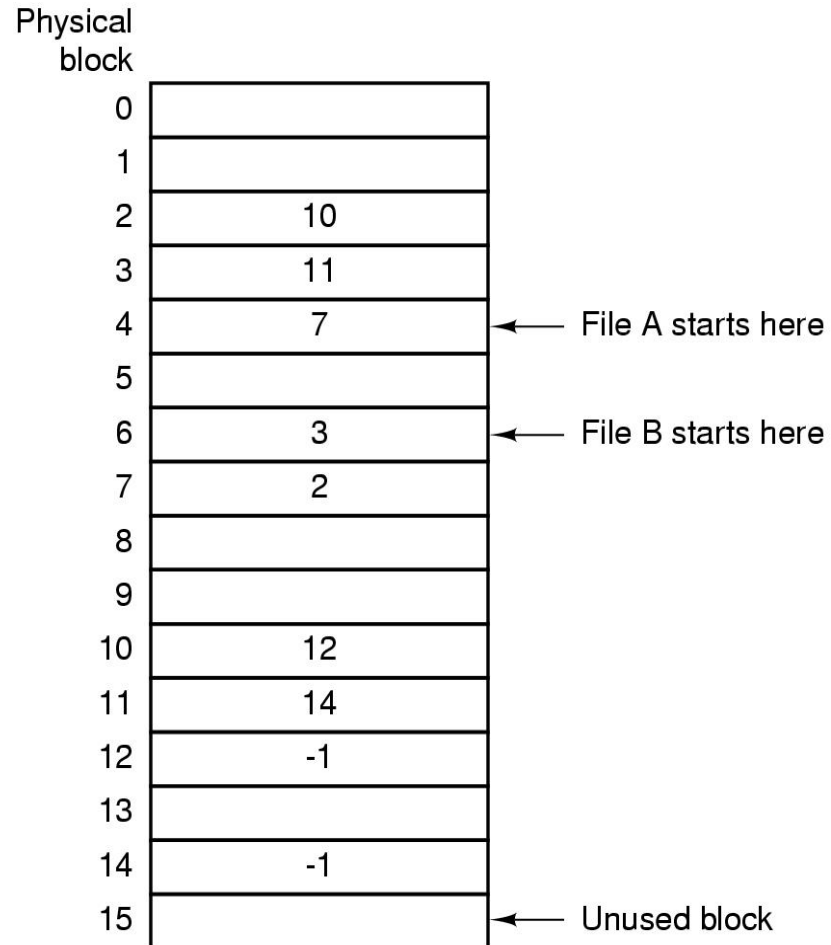 Physical
block
0
1
2 10
3 11
4 7 File A starts here
5
6 3 File B starts here
7 2
8
9
10 12
11 14
12 -1
13
14 -1
15 Unused block